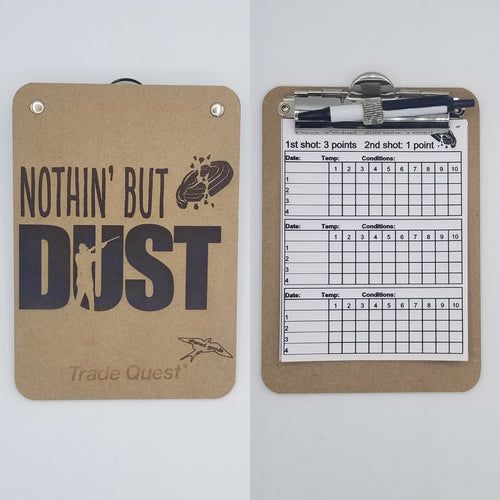 NOTHIN' BUT
DUST
shared goods
Trade Quest®
1st shot: 3 points 2nd shot: 1 point
Date: Temp: Conditions:
1 2 3 4 5 6 7 8 9 10
1
2
3
4
Date: Temp: Conditions:
1 2 3 4 5 6 7 8 9 10
1
2
3
4
Date: Temp: Conditions:
1 2 3 4 5 6 7 8 9 10
1
2
3
4